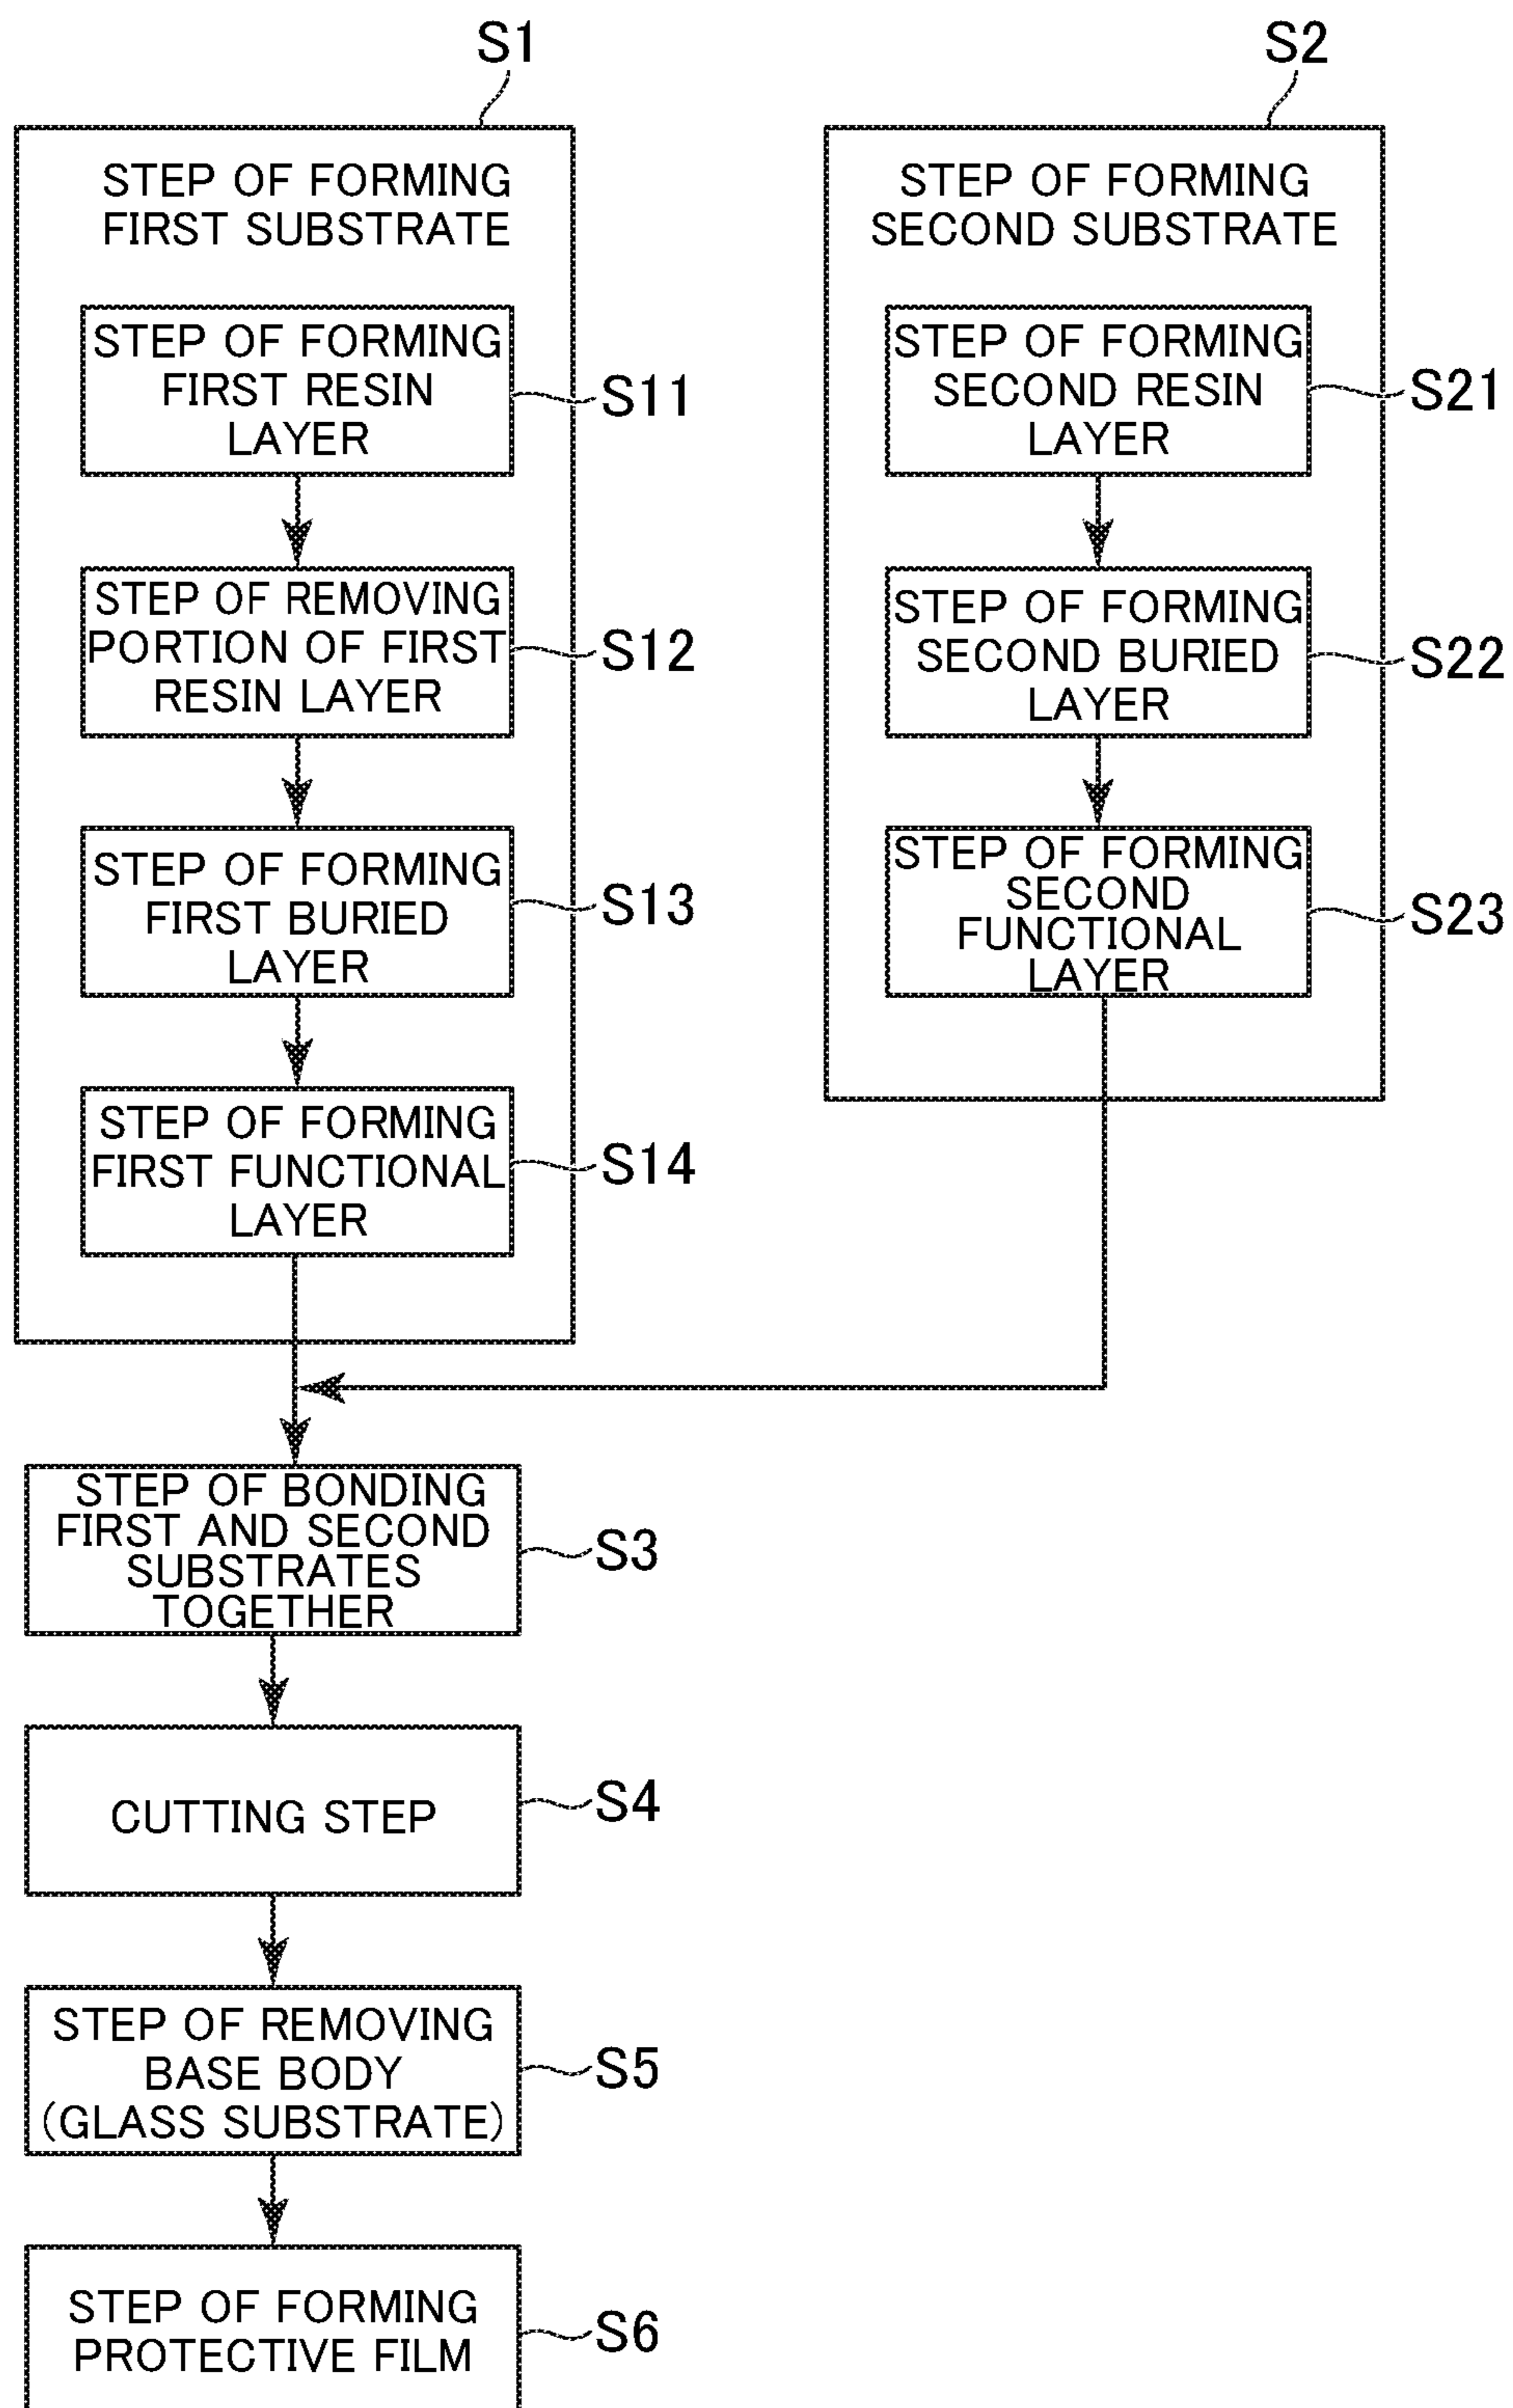 S1
STEP OF FORMING
FIRST SUBSTRATE
STEP OF FORMING
FIRST RESIN
LAYER
S11
STEP OF REMOVING
PORTION OF FIRST
RESIN LAYER
S12
STEP OF FORMING
FIRST BURIED
LAYER
S13
STEP OF FORMING
FIRST FUNCTIONAL
LAYER
S14
S2
STEP OF FORMING
SECOND SUBSTRATE
STEP OF FORMING
SECOND RESIN
LAYER
S21
STEP OF FORMING
SECOND BURIED
LAYER
S22
STEP OF FORMING
SECOND
FUNCTIONAL
LAYER
S23
STEP OF BONDING
FIRST AND SECOND
SUBSTRATES
TOGETHER
S3
CUTTING STEP
S4
STEP OF REMOVING
BASE BODY
(GLASS SUBSTRATE)
S5
STEP OF FORMING
PROTECTIVE FILM
S6